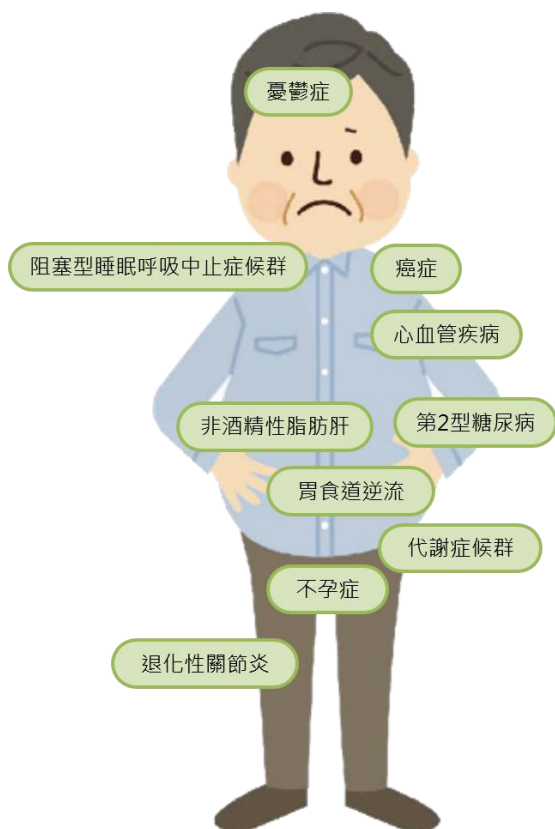 憂鬱症
阻塞型睡眠呼吸中止症候群
癌症
心血管疾病
非酒精性脂肪肝
第2型糖尿病
胃食道逆流
代謝症候群
不孕症
退化性關節炎